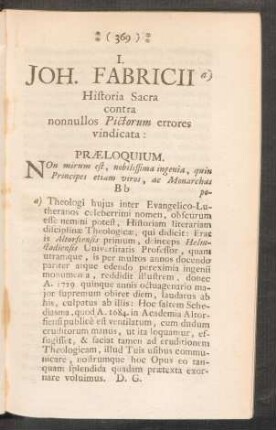 ( 369 )
I.
JOH. FABRICII a)
Historia Sacra
contra
nonnullos Pictorum errores
vindicata:
PRÆLOQUIUM.
NOn mirum est, nobilissima ingenia, quin
Principes etiam viros, ac Monarchas
Bb po-
a) Theologi hujus inter Evangelico-Lu-
theranos celeberrimi nomen, obscurum
esse nemini potest, Historiam literariam
disciplinæ Theologicæ, qui didicit: Erat
is Altorfiensis primum, deinceps Helm-
stadiensis Universitatis Professor, quam
utramque, is per multos annos docendo
pariter atque edendo perexima ingenii
monumenta, reddidit illustrem, donec
A. 1729 quinque annis octuagenario ma-
jor supremum obiret diem, laudatus ab
his, culpatus ab illis: Hoc saltem Sche-
diasma, quod A. 1684. in Academia Altor-
fiensi publicè est ventilatum, cum dudum
eruditorum manus, ut ita loquamur, ef-
fugisset, & faciat tamen ad eruditionem
Theologicam, illud Tuis usibus commu-
nicare, nostrumque hoc Opus eo tan-
quam splendida quadam prætexta exor-
nare voluimus. D. G.